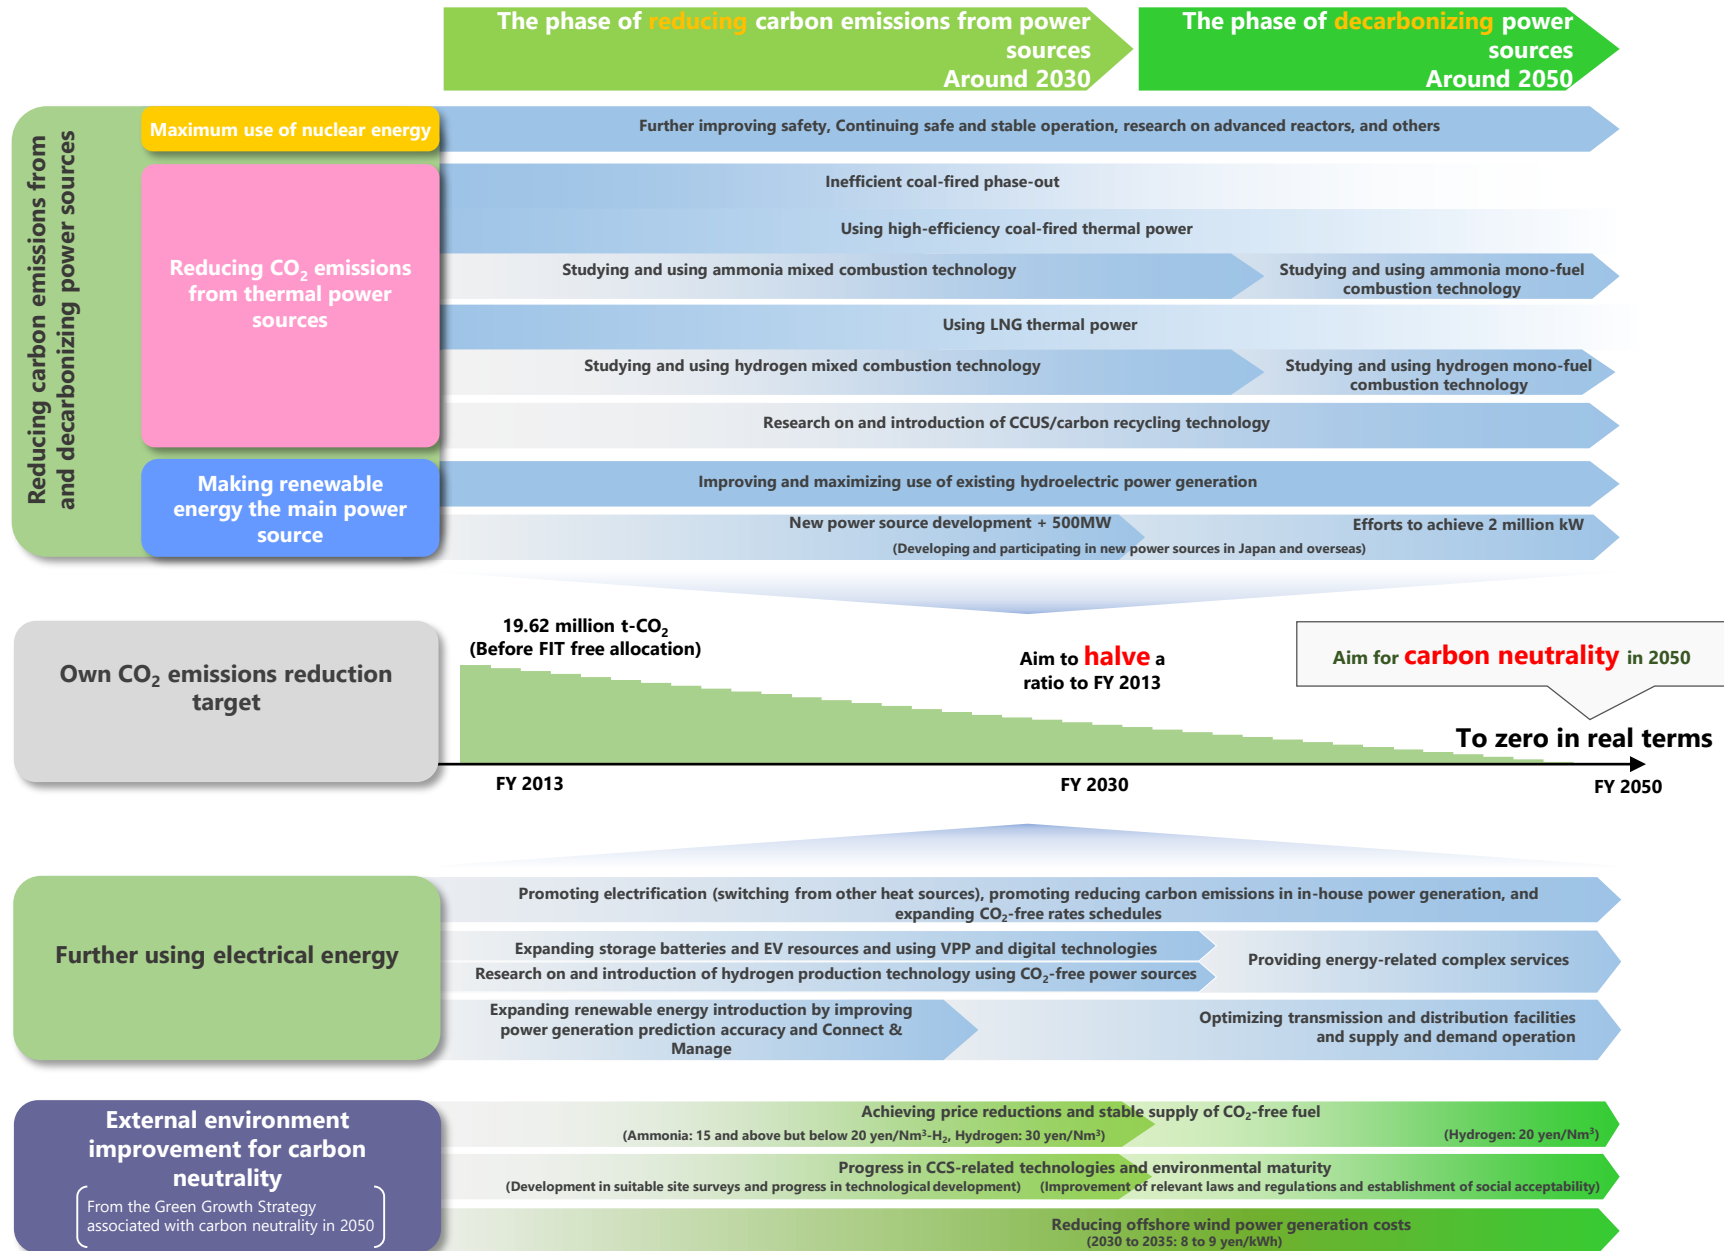 The phase of reducing carbon emissions from power
sources
Around 2030
The phase of decarbonizing power
sources
Around 2050
Reducing carbon emissions from
and decarbonizing power sources
Maximum use of nuclear energy
Further improving safety, Continuing safe and stable operation, research on advanced reactors, and others
Reducing CO₂ emissions
from thermal power
sources
Inefficient coal-fired phase-out
Using high-efficiency coal-fired thermal power
Studying and using ammonia mixed combustion technology
Studying and using ammonia mono-fuel
combustion technology
Using LNG thermal power
Studying and using hydrogen mixed combustion technology
Studying and using hydrogen mono-fuel
combustion technology
Research on and introduction of CCUS/carbon recycling technology
Making renewable
energy the main power
source
Improving and maximizing use of existing hydroelectric power generation
New power source development + 500MW
Efforts to achieve 2 million kW
(Developing and participating in new power sources in Japan and overseas)
Own CO₂ emissions reduction
target
19.62 million t-CO₂
(Before FIT free allocation)
Aim to halve a
ratio to FY 2013
Aim for carbon neutrality in 2050
To zero in real terms
FY 2013
FY 2030
FY 2050
Further using electrical energy
Promoting electrification (switching from other heat sources), promoting reducing carbon emissions in in-house power generation, and
expanding CO₂-free rates schedules
Expanding storage batteries and EV resources and using VPP and digital technologies
Research on and introduction of hydrogen production technology using CO₂-free power sources
Providing energy-related complex services
Expanding renewable energy introduction by improving
power generation prediction accuracy and Connect &
Manage
Optimizing transmission and distribution facilities
and supply and demand operation
External environment
improvement for carbon
neutrality
From the Green Growth Strategy
associated with carbon neutrality in 2050
Achieving price reductions and stable supply of CO₂-free fuel
(Ammonia: 15 and above but below 20 yen/Nm³-H₂, Hydrogen: 30 yen/Nm³)
(Hydrogen: 20 yen/Nm³)
Progress in CCS-related technologies and environmental maturity
(Development in suitable site surveys and progress in technological development)
(Improvement of relevant laws and regulations and establishment of social acceptability)
Reducing offshore wind power generation costs
(2030 to 2035: 8 to 9 yen/kWh)